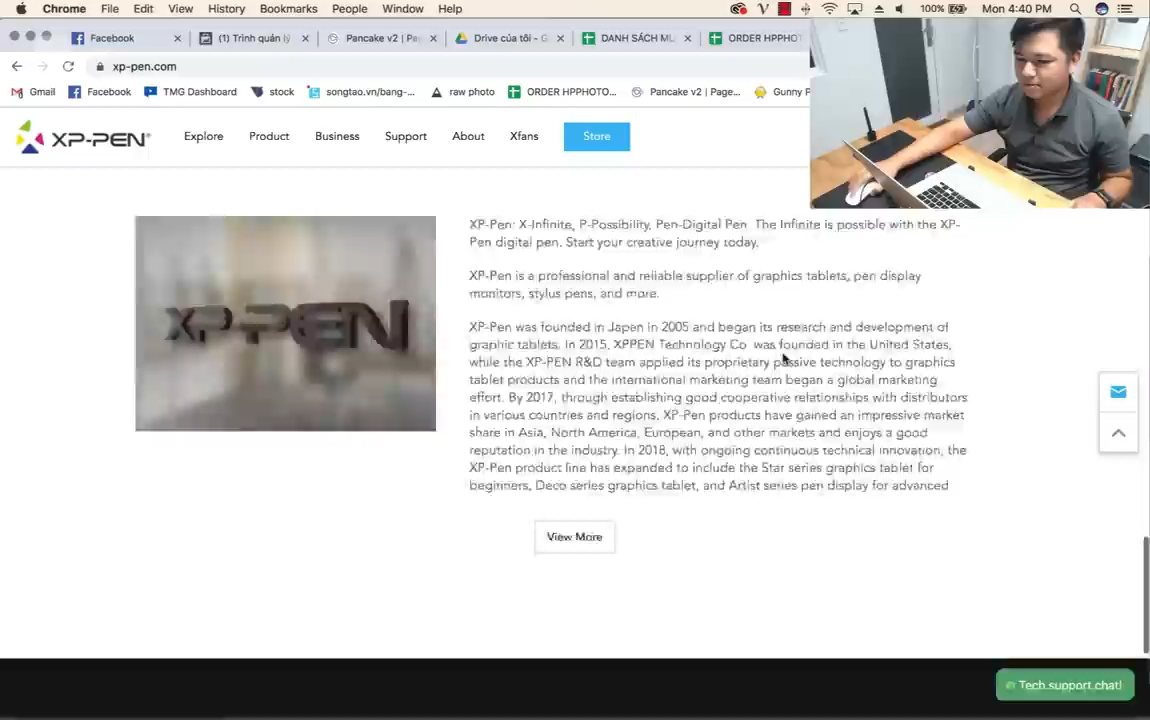 Chrome File Edit View History Bookmarks People Window Help 100% Mon 4:40 PM
Facebook (1) Trình quản lý Pancake v2 | Pa Drive của tôi - G DANH SÁCH MU ORDER HPPHOT
xp-pen.com
Gmail Facebook TMG Dashboard stock songtao.vn/bang-... raw photo ORDER HPPHOTO... Pancake v2 | Page... Gunny P
XP-PEN Explore Product Business Support About Xfans Store
XP-PEN
XP-Pen: X-Infinite, P-Possibility, Pen-Digital Pen. The Infinite is possible with the XP-
Pen digital pen. Start your creative journey today.
XP-Pen is a professional and reliable supplier of graphics tablets, pen display
monitors, stylus pens, and more.
XP-Pen was founded in Japan in 2005 and began its research and development of
graphic tablets. In 2015, XPPEN Technology Co was founded in the United States,
while the XP-PEN R&D team applied its proprietary passive technology to graphics
tablet products and the international marketing team began a global marketing
effort. By 2017, through establishing good cooperative relationships with distributors
in various countries and regions, XP-Pen products have gained an impressive market
share in Asia, North America, European, and other markets and enjoys a good
reputation in the industry. In 2018, with ongoing continuous technical innovation, the
XP-Pen product line has expanded to include the Star series graphics tablet for
beginners, Deco series graphics tablet, and Artist series pen display for advanced
View More
Tech support chat!